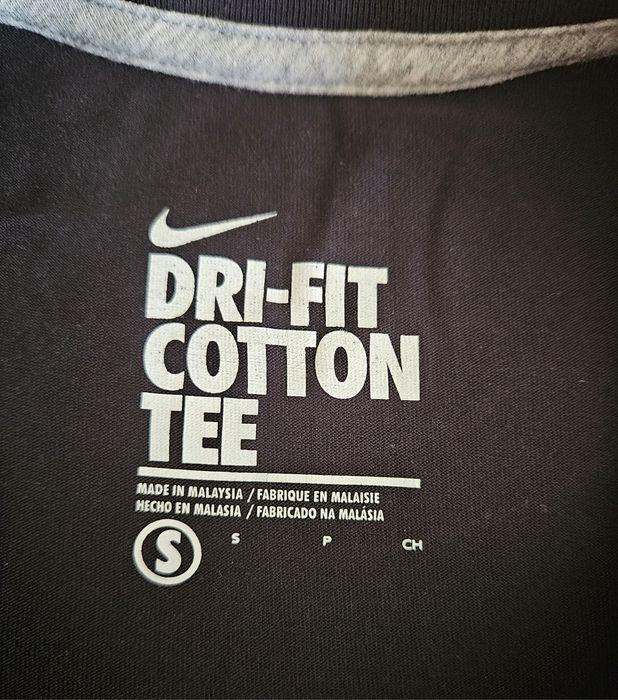 DRI-FIT
COTTON
TEE
MADE IN MALAYSIA / FABRIQUE EN MALAISIE
HECHO EN MALASIA / FABRICADO NA MALÁSIA
S S P CH